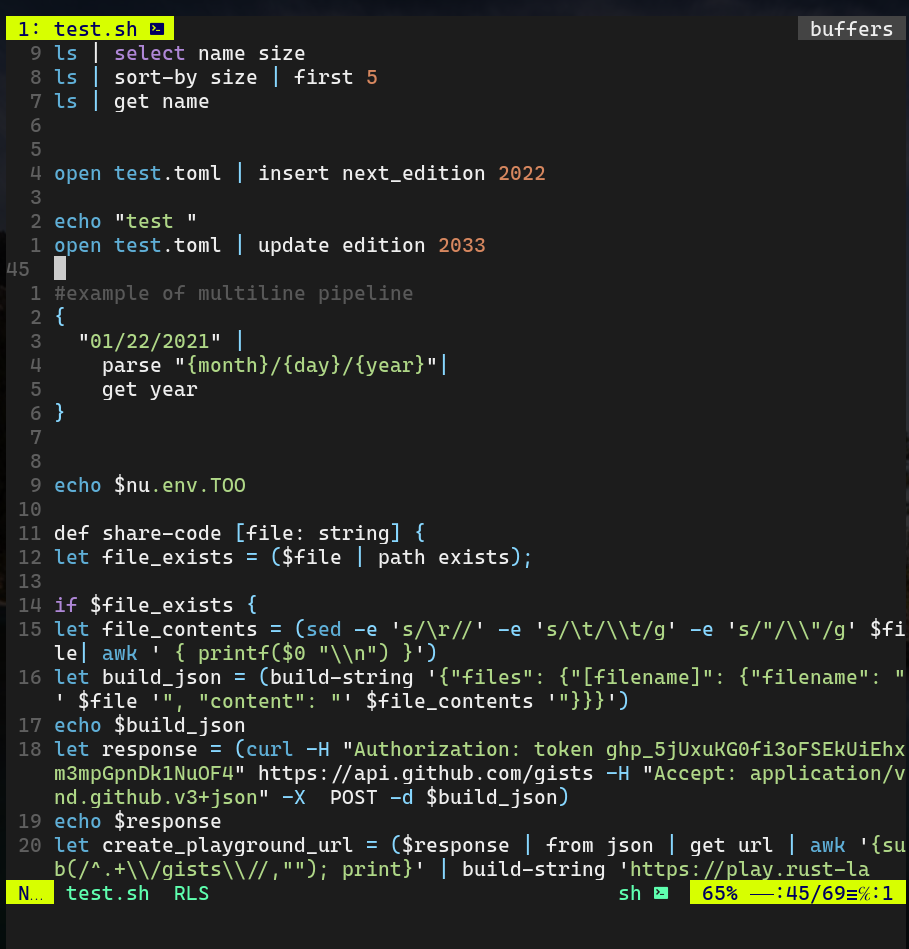 1: test.sh
buffers
9 ls | select name size
8 ls | sort-by size | first 5
7 ls | get name
6
5
4 open test.toml | insert next_edition 2022
3
2 echo "test "
1 open test.toml | update edition 2033
45
1 #example of multiline pipeline
2 {
3   "01/22/2021" |
4     parse "{month}/{day}/{year}"|
5     get year
6 }
7
8
9 echo $nu.env.TOO
10
11 def share-code [file: string] {
12 let file_exists = ($file | path exists);
13
14 if $file_exists {
15 let file_contents = (sed -e 's/\r//' -e 's/\t/\\t/g' -e 's/"/\\"/g' $fi
le| awk ' { printf($0 "\\n") }')
16 let build_json = (build-string '{"files": {"[filename]": {"filename": "
' $file '", "content": "' $file_contents '"}}}')
17 echo $build_json
18 let response = (curl -H "Authorization: token ghp_5jUxuKG0fi3oFSEkUiEhx
m3mpGpnDk1NuOF4" https://api.github.com/gists -H "Accept: application/v
nd.github.v3+json" -X  POST -d $build_json)
19 echo $response
20 let create_playground_url = ($response | from json | get url | awk '{su
b(/^.+\\/gists\\//,""); print}' | build-string 'https://play.rust-la
N… test.sh RLS
sh 65% ——:45/69≡℅:1